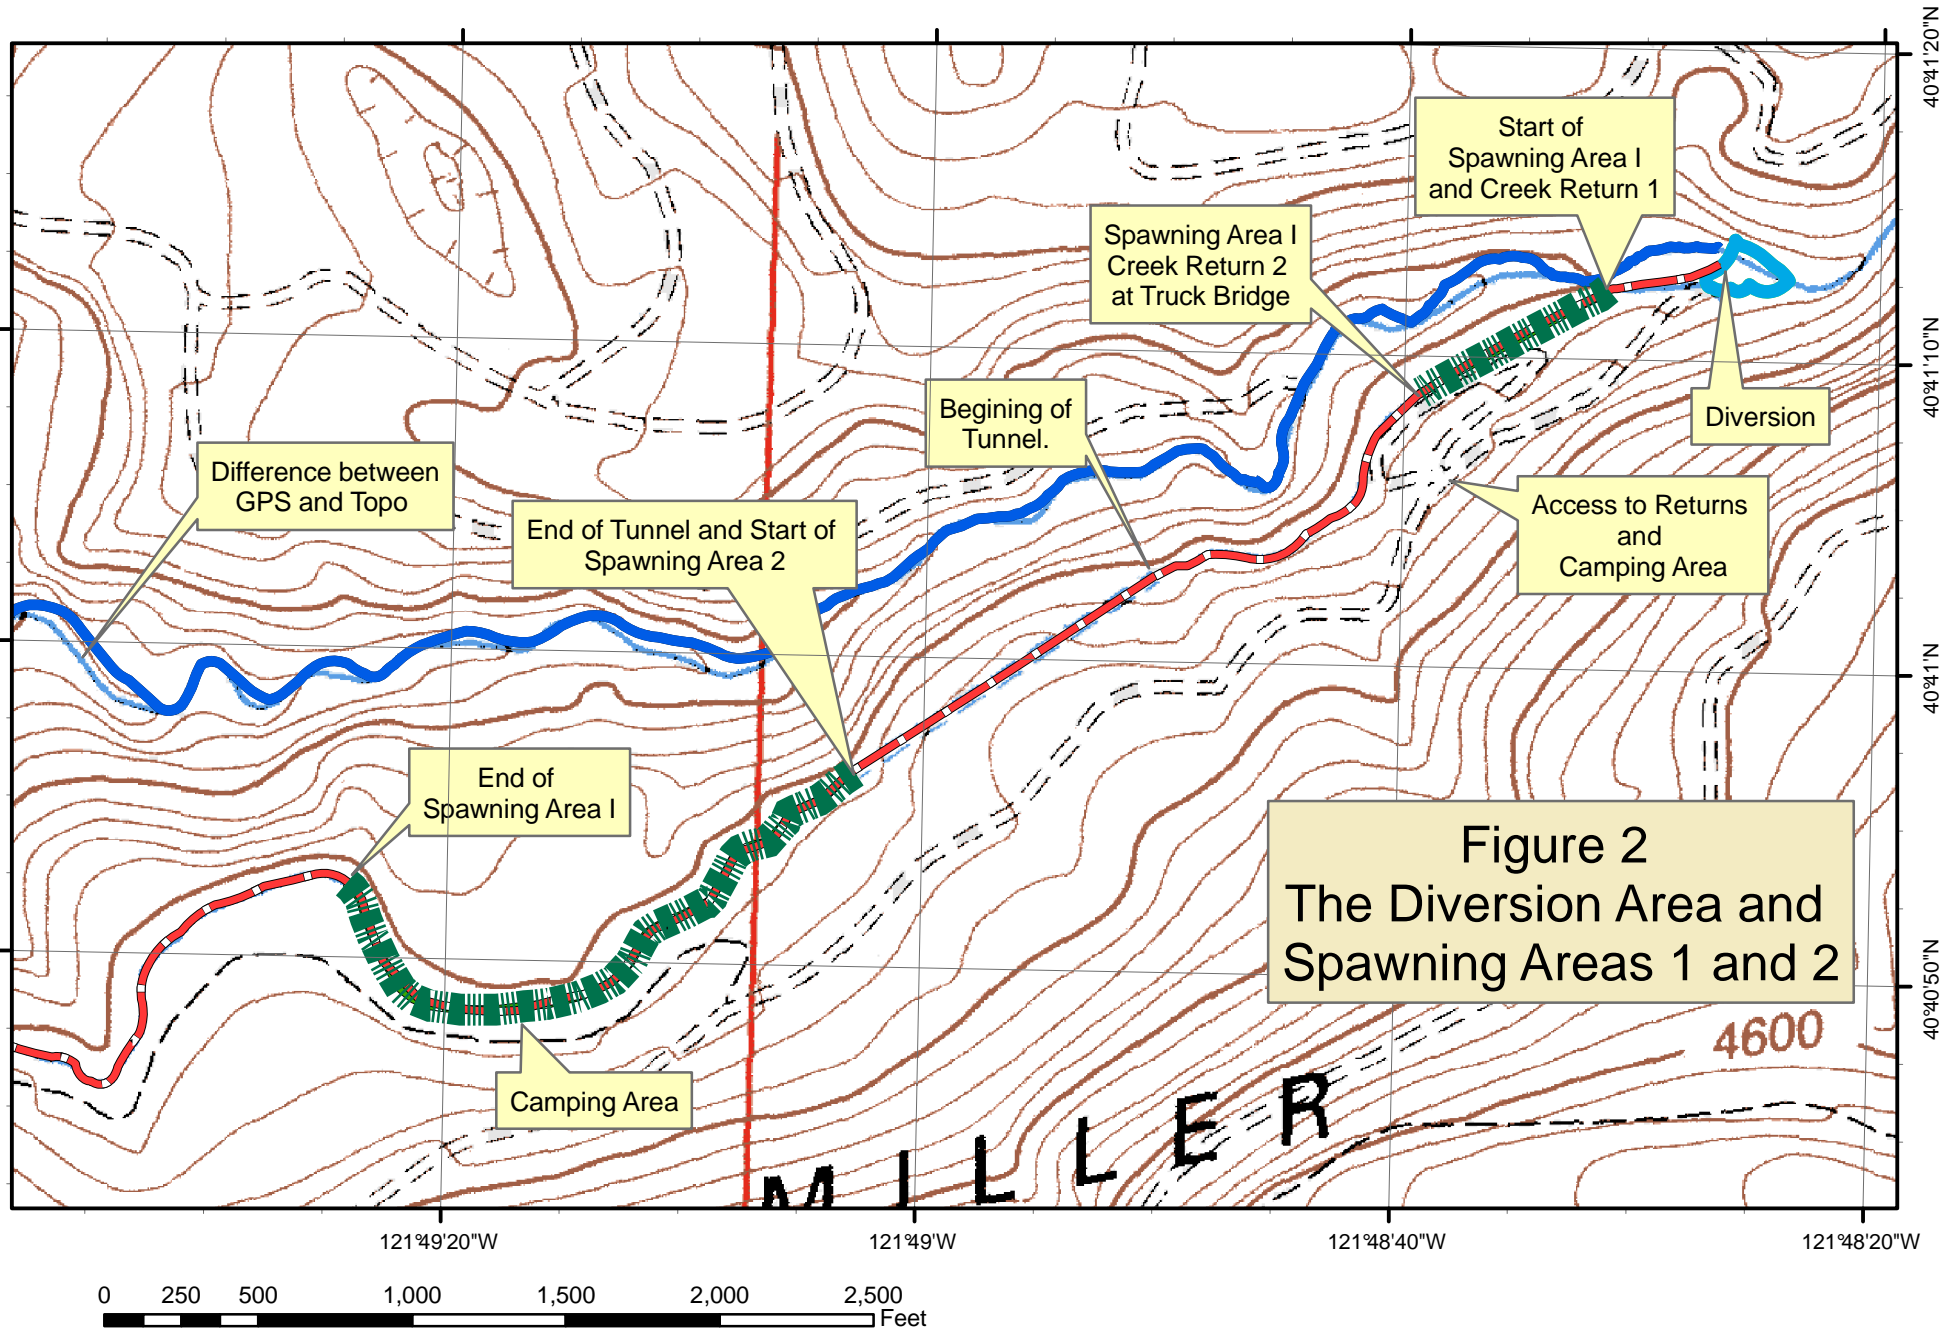 40°41'20"N
Start of
Spawning Area I
and Creek Return 1
Spawning Area I
Creek Return 2
at Truck Bridge
40°41'10"N
Begining of
Tunnel.
Diversion
Difference between
GPS and Topo
End of Tunnel and Start of
Spawning Area 2
Access to Returns
and
Camping Area
40°41'N
End of
Spawning Area I
Figure 2
The Diversion Area and
Spawning Areas 1 and 2
40°40'50"N
4600
Camping Area
MILLER
121°49'20"W
121°49'W
121°48'40"W
121°48'20"W
0 250 500 1,000 1,500 2,000 2,500
Feet